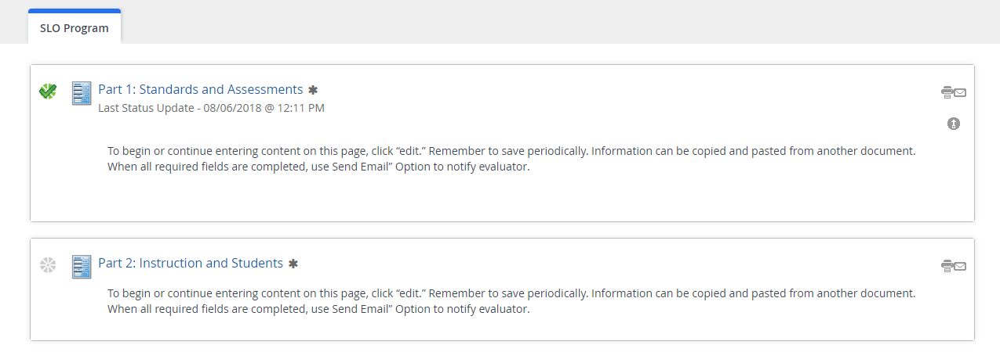 SLO Program
Part 1: Standards and Assessments ✱
Last Status Update - 08/06/2018 @ 12:11 PM
To begin or continue entering content on this page, click “edit.” Remember to save periodically. Information can be copied and pasted from another document.
When all required fields are completed, use Send Email” Option to notify evaluator.
Part 2: Instruction and Students ✱
To begin or continue entering content on this page, click “edit.” Remember to save periodically. Information can be copied and pasted from another document.
When all required fields are completed, use Send Email” Option to notify evaluator.